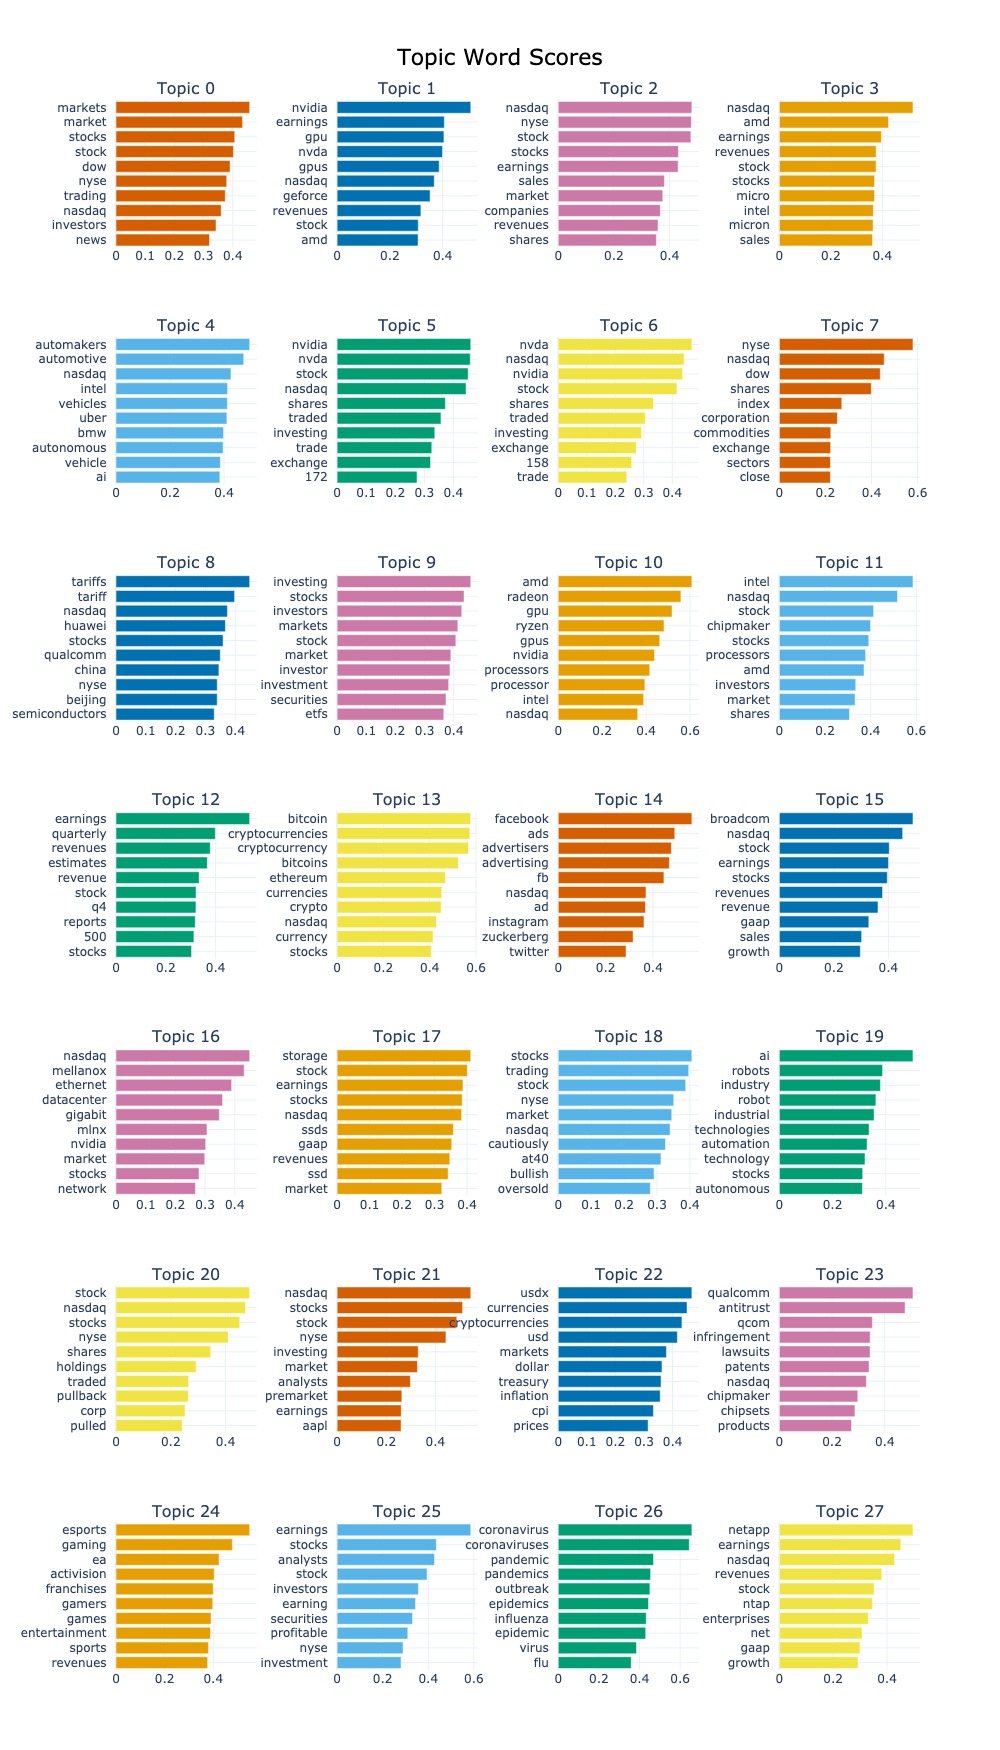 Topic Word Scores
Topic 0
markets
market
stocks
stock
dow
nyse
trading
nasdaq
investors
news
0 0.1 0.2 0.3 0.4
Topic 1
nvidia
earnings
gpu
nvda
gpus
nasdaq
geforce
revenues
stock
amd
0 0.2 0.4
Topic 2
nasdaq
nyse
stock
stocks
earnings
sales
market
companies
revenues
shares
0 0.2 0.4
Topic 3
nasdaq
amd
earnings
revenues
stock
stocks
micro
intel
micron
sales
0 0.2 0.4
Topic 4
automakers
automotive
nasdaq
intel
vehicles
uber
bmw
autonomous
vehicle
ai
0 0.2 0.4
Topic 5
nvidia
nvda
stock
nasdaq
shares
traded
investing
trade
exchange
172
0 0.1 0.2 0.3 0.4
Topic 6
nvda
nasdaq
nvidia
stock
shares
traded
investing
exchange
158
trade
0 0.1 0.2 0.3 0.4
Topic 7
nyse
nasdaq
dow
shares
index
corporation
commodities
exchange
sectors
close
0 0.2 0.4 0.6
Topic 8
tariffs
tariff
nasdaq
huawei
stocks
qualcomm
china
nyse
beijing
semiconductors
0 0.1 0.2 0.3 0.4
Topic 9
investing
stocks
investors
markets
stock
market
investor
investment
securities
etfs
0 0.1 0.2 0.3 0.4
Topic 10
amd
radeon
gpu
ryzen
gpus
nvidia
processors
processor
intel
nasdaq
0 0.2 0.4 0.6
Topic 11
intel
nasdaq
stock
chipmaker
stocks
processors
amd
investors
market
shares
0 0.2 0.4 0.6
Topic 12
earnings
quarterly
revenues
estimates
revenue
stock
q4
reports
500
stocks
0 0.2 0.4
Topic 13
bitcoin
cryptocurrencies
cryptocurrency
bitcoins
ethereum
currencies
crypto
nasdaq
currency
stocks
0 0.2 0.4 0.6
Topic 14
facebook
ads
advertisers
advertising
fb
nasdaq
ad
instagram
zuckerberg
twitter
0 0.2 0.4
Topic 15
broadcom
nasdaq
stock
earnings
stocks
revenues
revenue
gaap
sales
growth
0 0.2 0.4
Topic 16
nasdaq
mellanox
ethernet
datacenter
gigabit
mlnx
nvidia
market
stocks
network
0 0.1 0.2 0.3 0.4
Topic 17
storage
stock
earnings
stocks
nasdaq
ssds
gaap
revenues
ssd
market
0 0.1 0.2 0.3 0.4
Topic 18
stocks
trading
stock
nyse
market
nasdaq
cautiously
at40
bullish
oversold
0 0.1 0.2 0.3 0.4
Topic 19
ai
robots
industry
robot
industrial
technologies
automation
technology
stocks
autonomous
0 0.2 0.4
Topic 20
stock
nasdaq
stocks
nyse
shares
holdings
traded
pullback
corp
pulled
0 0.2 0.4
Topic 21
nasdaq
stocks
stock
nyse
investing
market
analysts
premarket
earnings
aapl
0 0.2 0.4
Topic 22
usdx
currencies
cryptocurrencies
usd
markets
dollar
treasury
inflation
cpi
prices
0 0.1 0.2 0.3 0.4
Topic 23
qualcomm
antitrust
qcom
infringement
lawsuits
patents
nasdaq
chipmaker
chipsets
products
0 0.2 0.4
Topic 24
esports
gaming
ea
activision
franchises
gamers
games
entertainment
sports
revenues
0 0.2 0.4
Topic 25
earnings
stocks
analysts
stock
investors
earning
securities
profitable
nyse
investment
0 0.2 0.4 0.6
Topic 26
coronavirus
coronaviruses
pandemic
pandemics
outbreak
epidemics
influenza
epidemic
virus
flu
0 0.2 0.4 0.6
Topic 27
netapp
earnings
nasdaq
revenues
stock
ntap
enterprises
net
gaap
growth
0 0.2 0.4